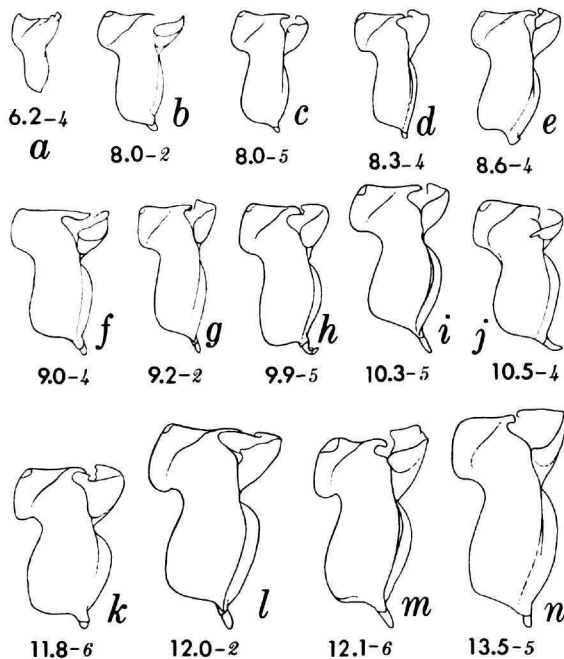 6.2-4
a
8.0-2
b
8.0-5
c
8.3-4
d
8.6-4
e
9.0-4
f
9.2-2
g
9.9-5
h
10.3-5
i
10.5-4
j
11.8-6
k
12.0-2
l
12.1-6
m
13.5-5
n